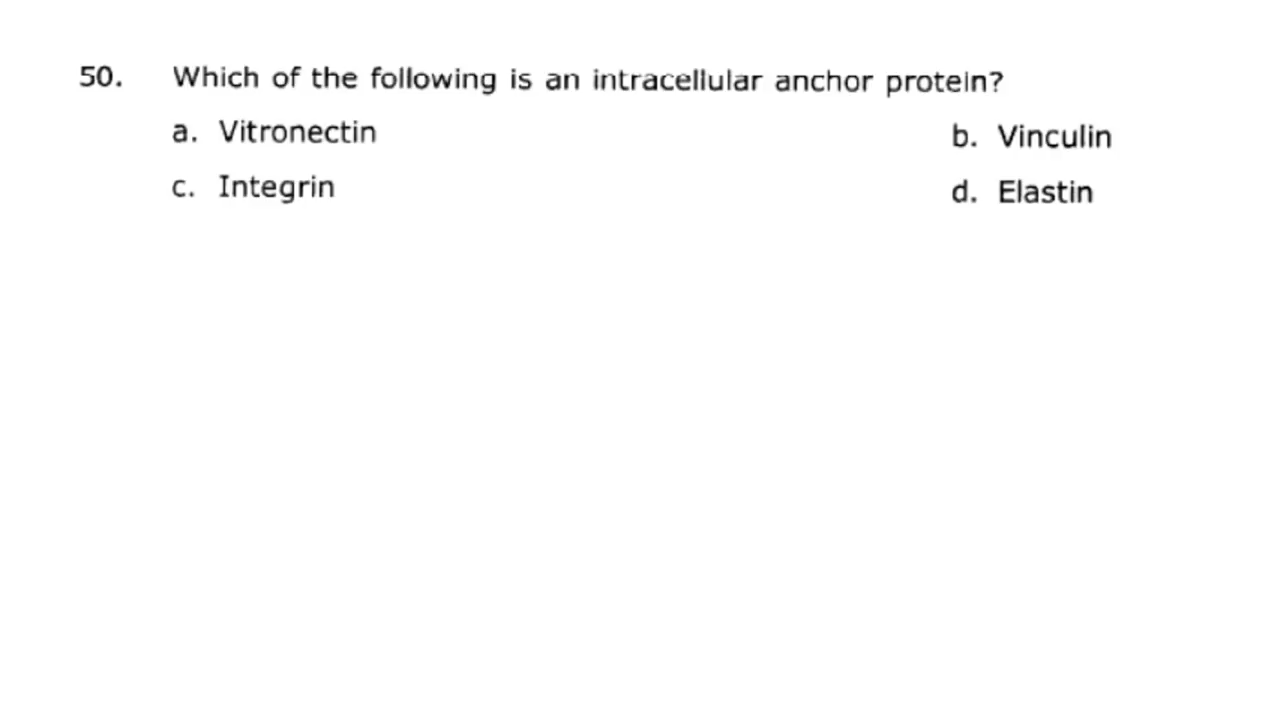 50. Which of the following is an intracellular anchor protein?
a. Vitronectin b. Vinculin
c. Integrin d. Elastin